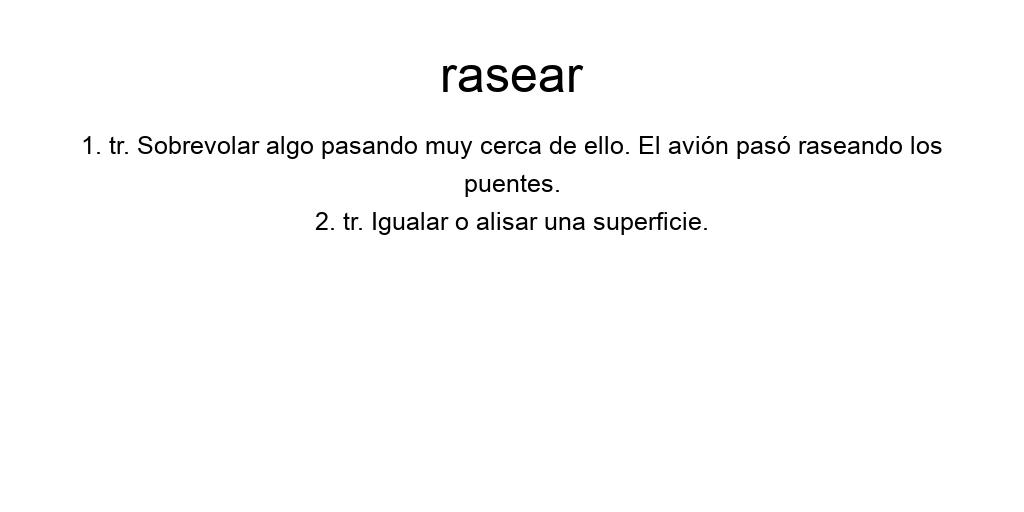 rasear
1. tr. Sobrevolar algo pasando muy cerca de ello. El avión pasó raseando los
puentes.
2. tr. Igualar o alisar una superficie.